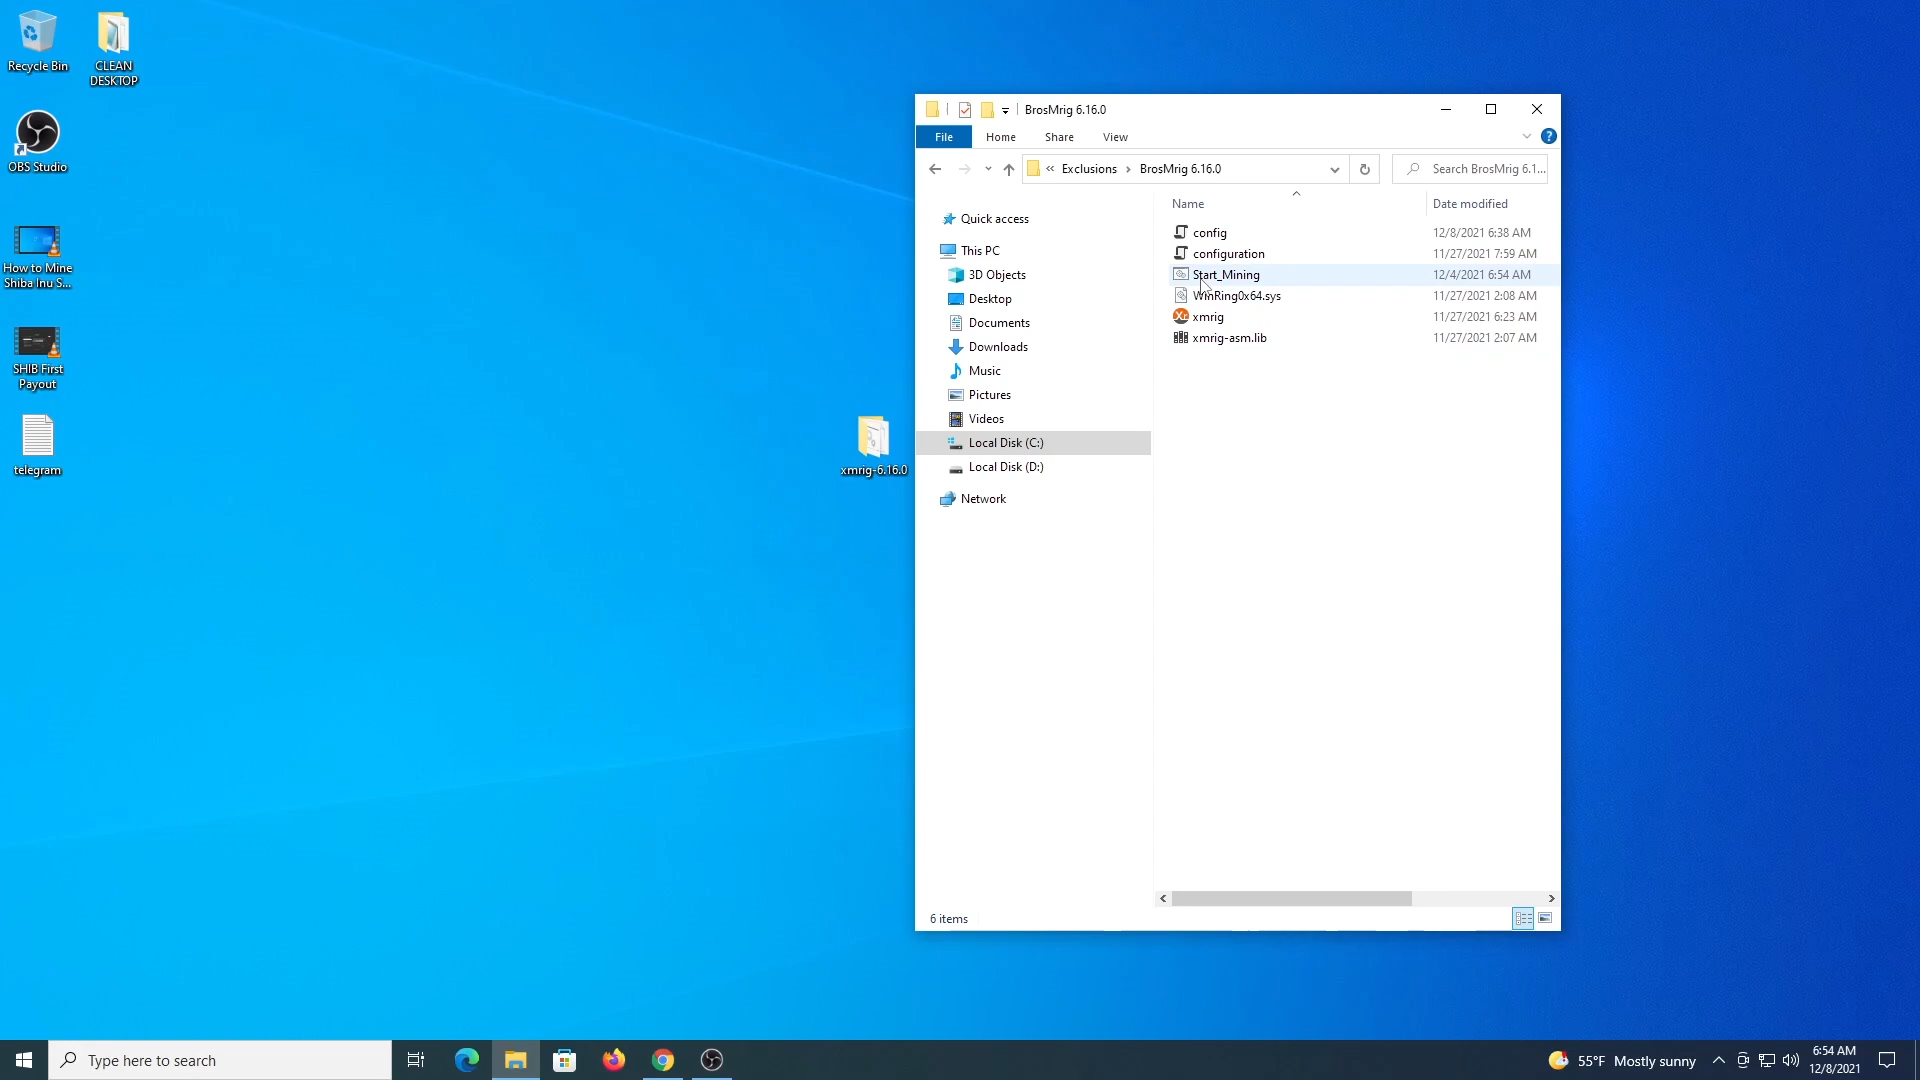 Recycle Bin
CLEAN
DESKTOP
OBS Studio
How to Mine
Shiba Inu S...
SHIB First
Payout
telegram
xmrig-6.16.0
BrosMrig 6.16.0
File
Home
Share
View
?
« Exclusions › BrosMrig 6.16.0
Search BrosMrig 6.1...
Quick access
This PC
3D Objects
Desktop
Documents
Downloads
Music
Pictures
Videos
Local Disk (C:)
Local Disk (D:)
Network
Name
Date modified
config
12/8/2021 6:38 AM
configuration
11/27/2021 7:59 AM
Start_Mining
12/4/2021 6:54 AM
WinRing0x64.sys
11/27/2021 2:08 AM
Xr
xmrig
11/27/2021 6:23 AM
xmrig-asm.lib
11/27/2021 2:07 AM
6 items
Type here to search
55°F Mostly sunny
6:54 AM
12/8/2021